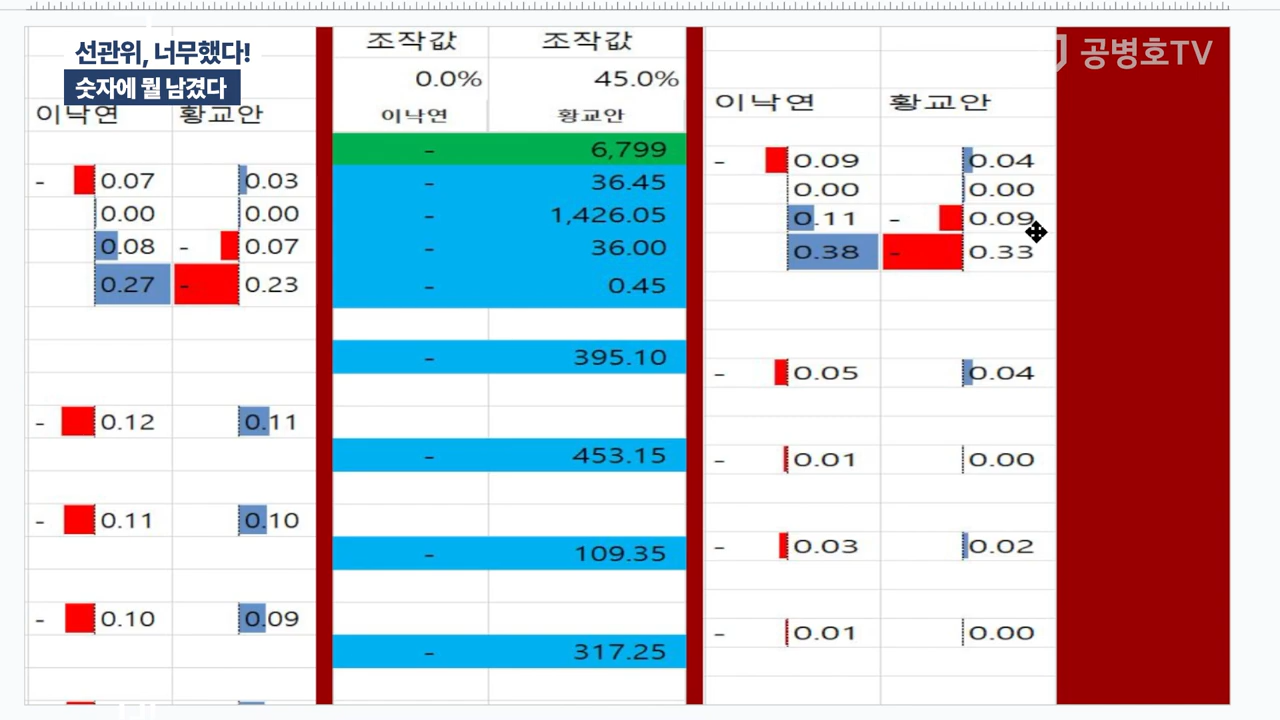 선관위, 너무했다!
숫자에 뭘 남겼다
공병호TV
조작값 조작값
0.0% 45.0%
이낙연 황교안 이낙연 황교안 이낙연 황교안
- 6,799
- 0.07 0.03 - 36.45 - 0.09 0.04
0.00 0.00 - 1,426.05 0.00 0.00
0.08 - 0.07 - 36.00 0.11 - 0.09
0.27 - 0.23 - 0.45 0.38 - 0.33
- 395.10 - 0.05 0.04
- 0.12 0.11
- 453.15 - 0.01 0.00
- 0.11 0.10
- 109.35 - 0.03 0.02
- 0.10 0.09
- 317.25 - 0.01 0.00